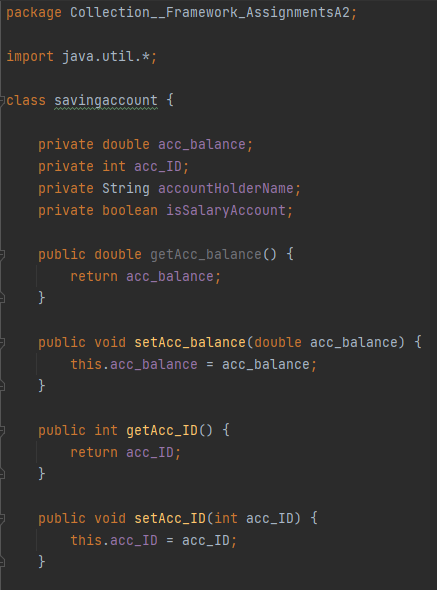 package Collection__Framework_AssignmentsA2;
import java.util.*;
class savingaccount {
private double acc_balance;
private int acc_ID;
private String accountHolderName;
private boolean isSalaryAccount;
public double getAcc_balance() {
return acc_balance;
}
public void setAcc_balance(double acc_balance) {
this.acc_balance = acc_balance;
}
public int getAcc_ID() {
return acc_ID;
}
public void setAcc_ID(int acc_ID) {
this.acc_ID = acc_ID;
}